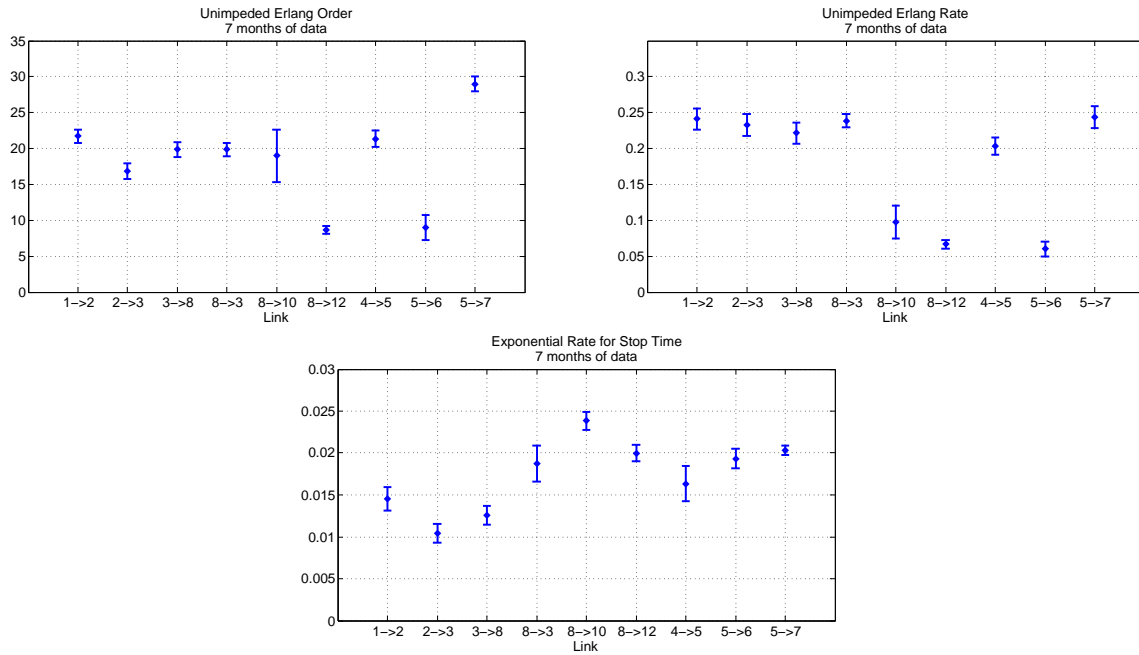 Unimpeded Erlang Order
7 months of data
35
30
25
20
15
10
5
0
1−>2 2−>3 3−>8 8−>3 8−>10 8−>12 4−>5 5−>6 5−>7
Link
Unimpeded Erlang Rate
7 months of data
0.3
0.25
0.2
0.15
0.1
0.05
0
1−>2 2−>3 3−>8 8−>3 8−>10 8−>12 4−>5 5−>6 5−>7
Link
Exponential Rate for Stop Time
7 months of data
0.03
0.025
0.02
0.015
0.01
0.005
0
1−>2 2−>3 3−>8 8−>3 8−>10 8−>12 4−>5 5−>6 5−>7
Link